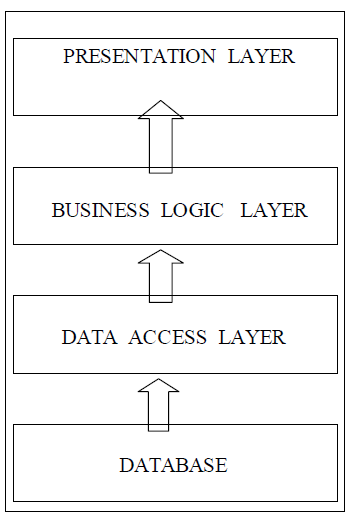 PRESENTATION LAYER
BUSINESS LOGIC LAYER
DATA ACCESS LAYER
DATABASE